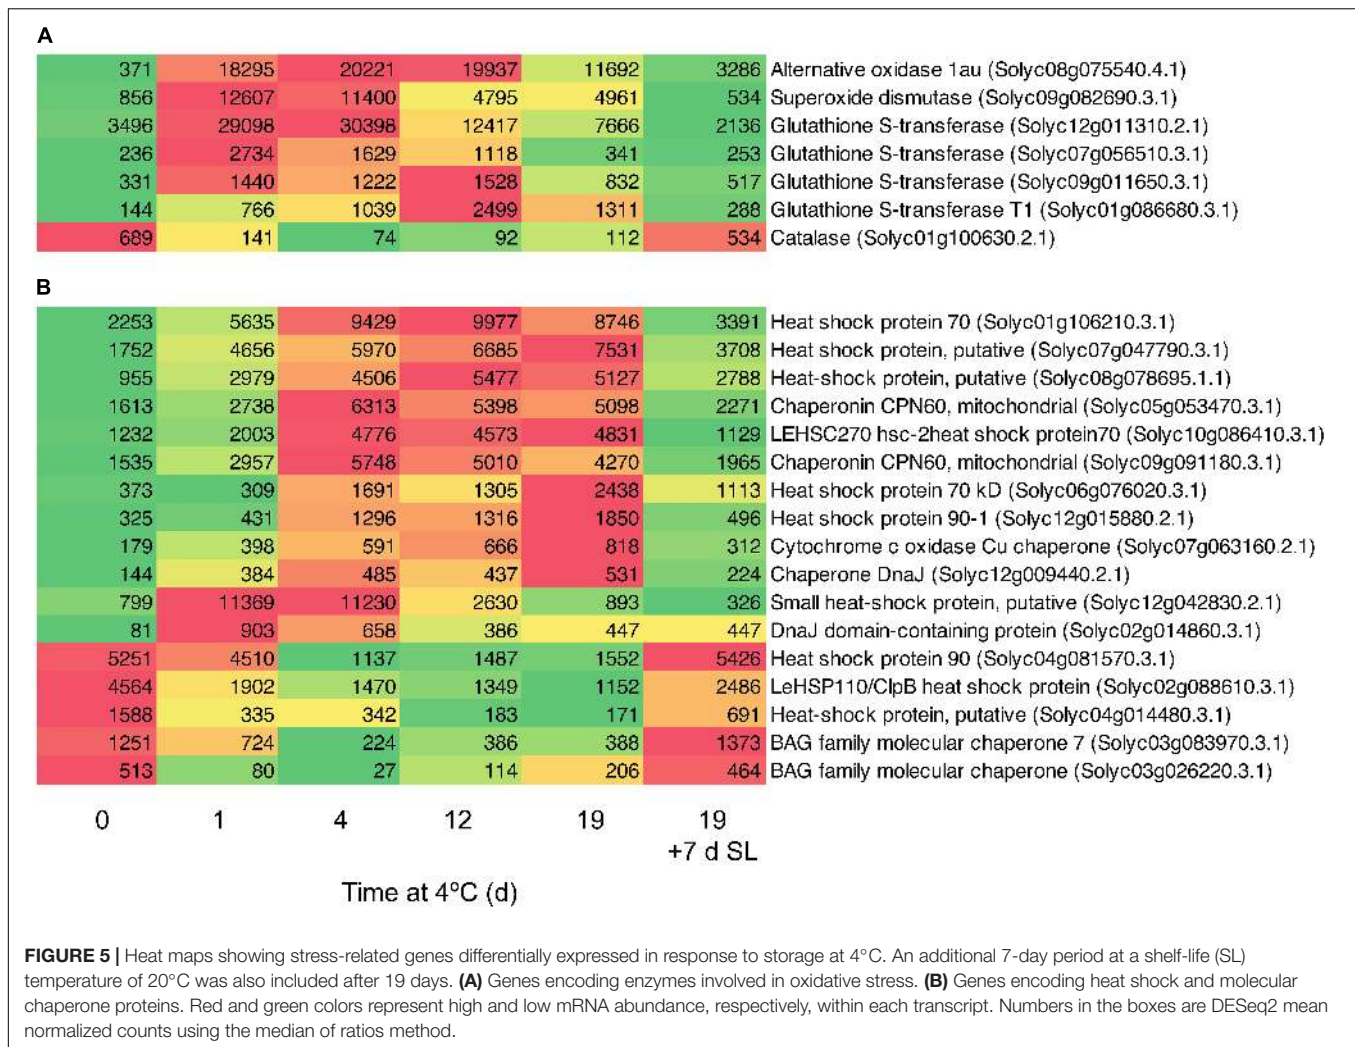 A
371 18295 20221 19937 11692 3286 Alternative oxidase 1au (Solyc08g075540.4.1)
856 12607 11400 4795 4961 534 Superoxide dismutase (Solyc09g082690.3.1)
3496 29098 30398 12417 7666 2136 Glutathione S-transferase (Solyc12g011310.2.1)
236 2734 1629 1118 341 253 Glutathione S-transferase (Solyc07g056510.3.1)
331 1440 1222 1528 832 517 Glutathione S-transferase (Solyc09g011650.3.1)
144 766 1039 2499 1311 288 Glutathione S-transferase T1 (Solyc01g086680.3.1)
689 141 74 92 112 534 Catalase (Solyc01g100630.2.1)
B
2253 5635 9429 9977 8746 3391 Heat shock protein 70 (Solyc01g106210.3.1)
1752 4656 5970 6685 7531 3708 Heat shock protein, putative (Solyc07g047790.3.1)
955 2979 4506 5477 5127 2788 Heat-shock protein, putative (Solyc08g078695.1.1)
1613 2738 6313 5398 5098 2271 Chaperonin CPN60, mitochondrial (Solyc05g053470.3.1)
1232 2003 4776 4573 4831 1129 LEHSC270 hsc-2heat shock protein70 (Solyc10g086410.3.1)
1535 2957 5748 5010 4270 1965 Chaperonin CPN60, mitochondrial (Solyc09g091180.3.1)
373 309 1691 1305 2438 1113 Heat shock protein 70 kD (Solyc06g076020.3.1)
325 431 1296 1316 1850 496 Heat shock protein 90-1 (Solyc12g015880.2.1)
179 398 591 666 818 312 Cytochrome c oxidase Cu chaperone (Solyc07g063160.2.1)
144 384 485 437 531 224 Chaperone DnaJ (Solyc12g009440.2.1)
799 11369 11230 2630 893 326 Small heat-shock protein, putative (Solyc12g042830.2.1)
81 903 658 386 447 447 DnaJ domain-containing protein (Solyc02g014860.3.1)
5251 4510 1137 1487 1552 5426 Heat shock protein 90 (Solyc04g081570.3.1)
4564 1902 1470 1349 1152 2486 LeHSP110/ClpB heat shock protein (Solyc02g088610.3.1)
1588 335 342 183 171 691 Heat-shock protein, putative (Solyc04g014480.3.1)
1251 724 224 386 388 1373 BAG family molecular chaperone 7 (Solyc03g083970.3.1)
513 80 27 114 206 464 BAG family molecular chaperone (Solyc03g026220.3.1)
0 1 4 12 19 19
+7 d SL
Time at 4ºC (d)
FIGURE 5 | Heat maps showing stress-related genes differentially expressed in response to storage at 4°C. An additional 7-day period at a shelf-life (SL)
temperature of 20°C was also included after 19 days. (A) Genes encoding enzymes involved in oxidative stress. (B) Genes encoding heat shock and molecular
chaperone proteins. Red and green colors represent high and low mRNA abundance, respectively, within each transcript. Numbers in the boxes are DESeq2 mean
normalized counts using the median of ratios method.